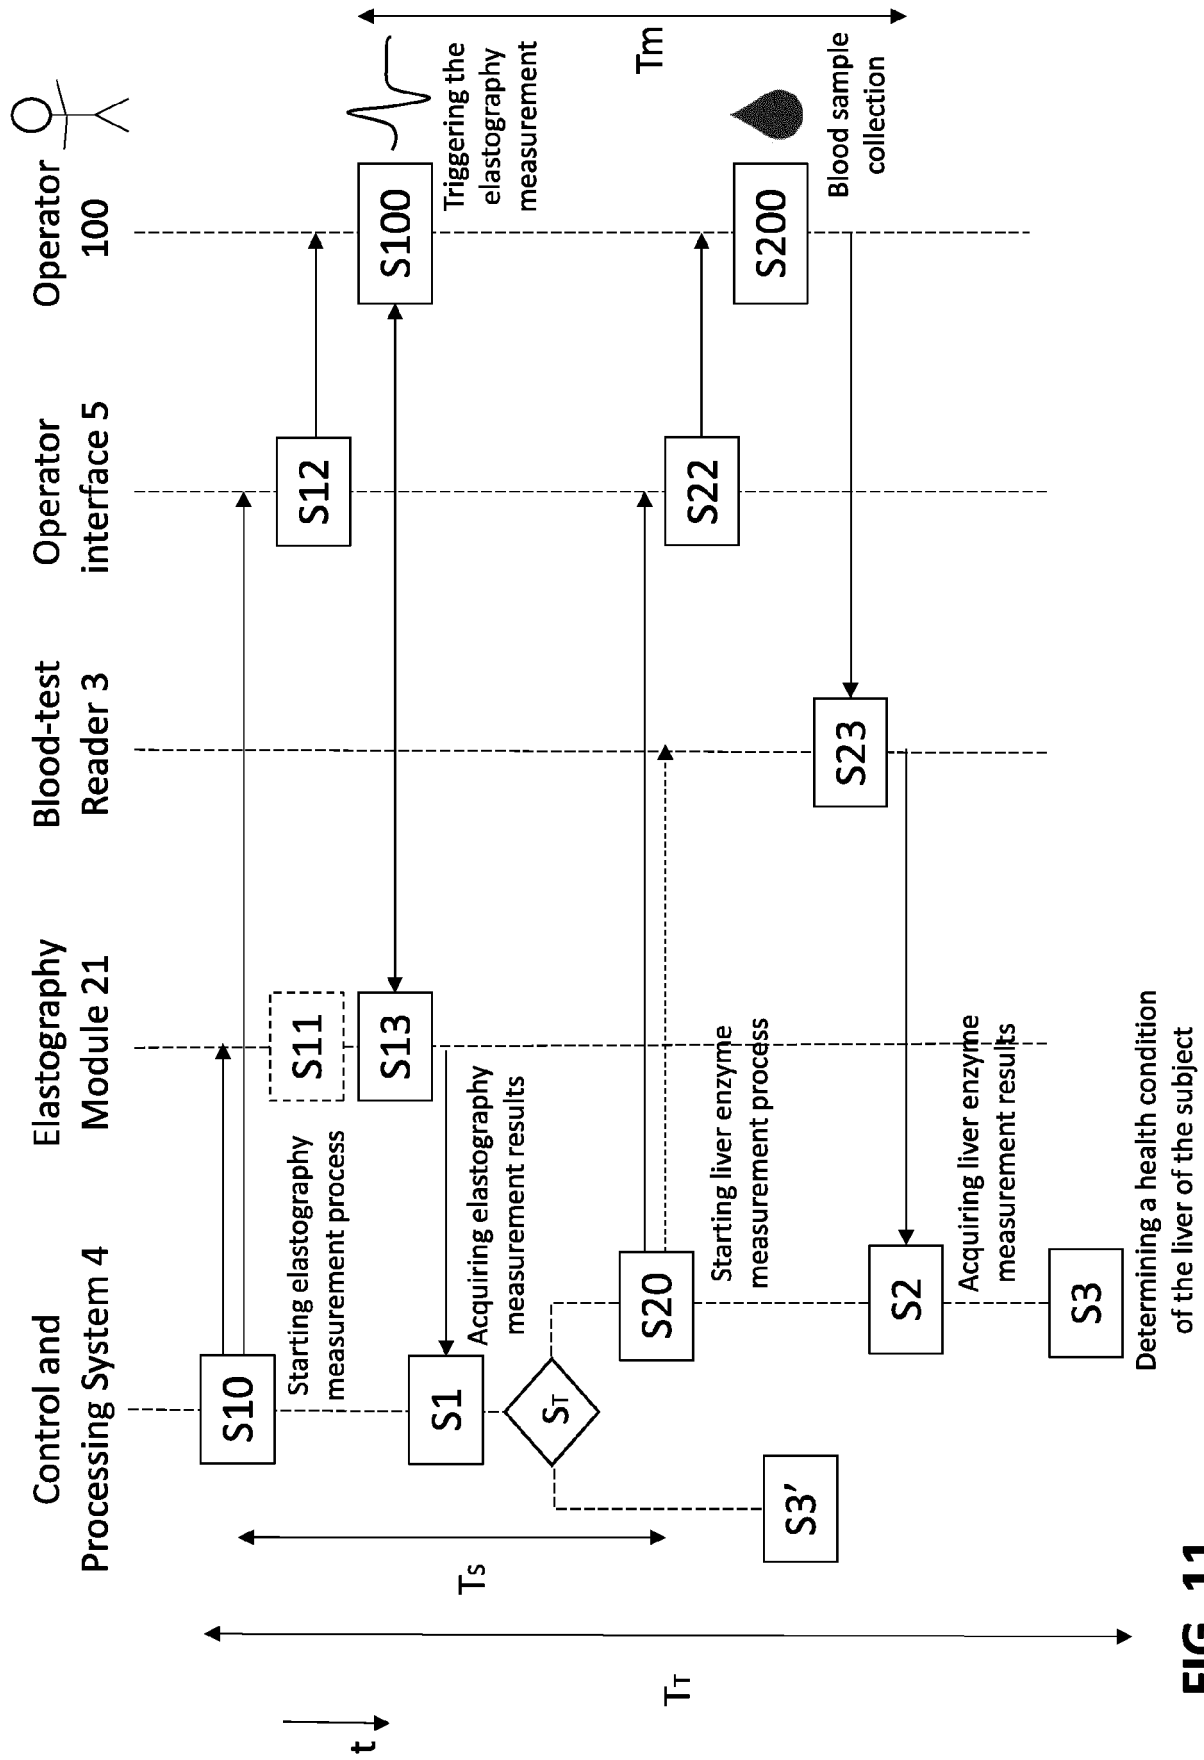 Control and
Processing System 4
Elastography
Module 21
Blood-test
Reader 3
Operator
interface 5
Operator
100
S10
Starting elastography
measurement process
S11
S12
S13
S100
Triggering the
elastography
measurement
S1
Acquiring elastography
measurement results
ST
S20
Starting liver enzyme
measurement process
S22
S200
Blood sample
collection
S3'
S23
S2
Acquiring liver enzyme
measurement results
S3
Determining a health condition
of the liver of the subject
Tm
TS
TT
t
FIG. 11